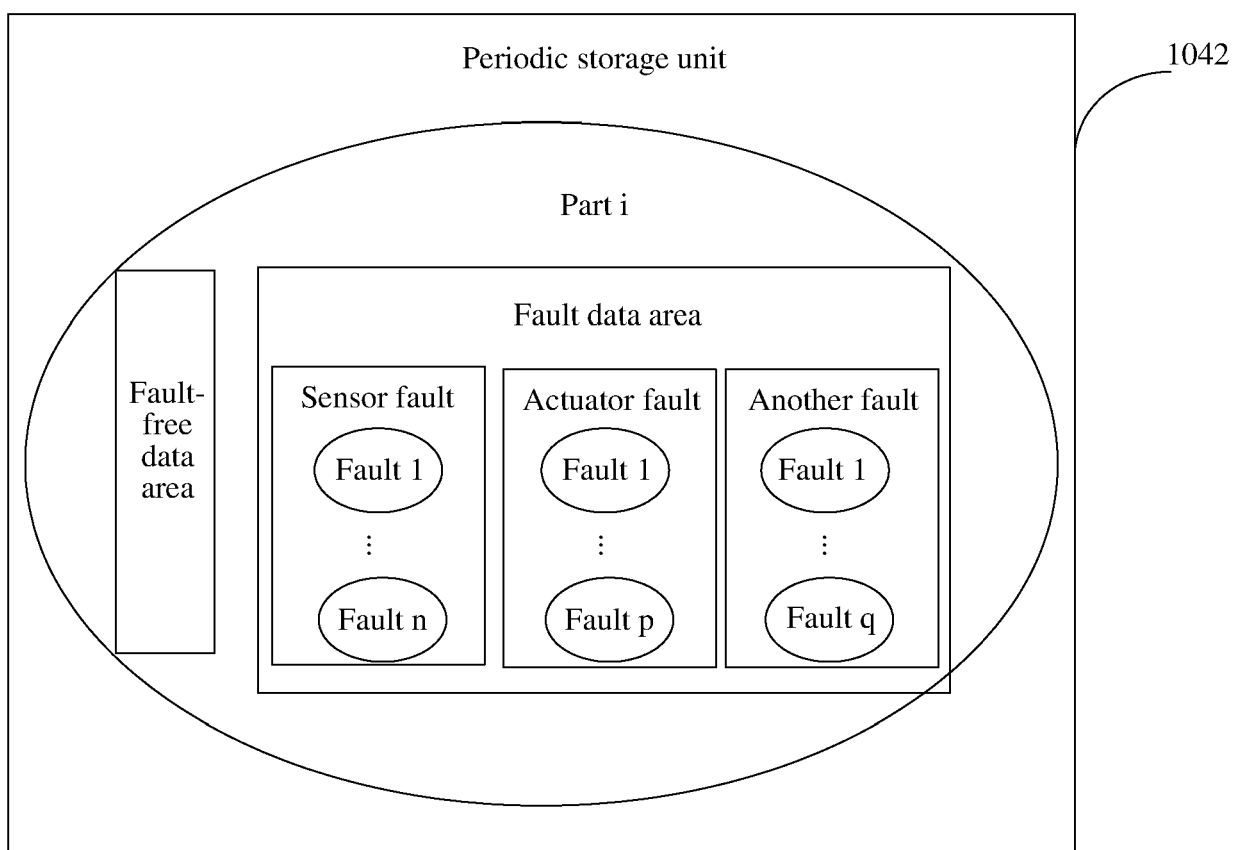 Periodic storage unit
1042
Part i
Fault-
free
data
area
Fault data area
Sensor fault
Fault 1
⋮
Fault n
Actuator fault
Fault 1
⋮
Fault p
Another fault
Fault 1
⋮
Fault q